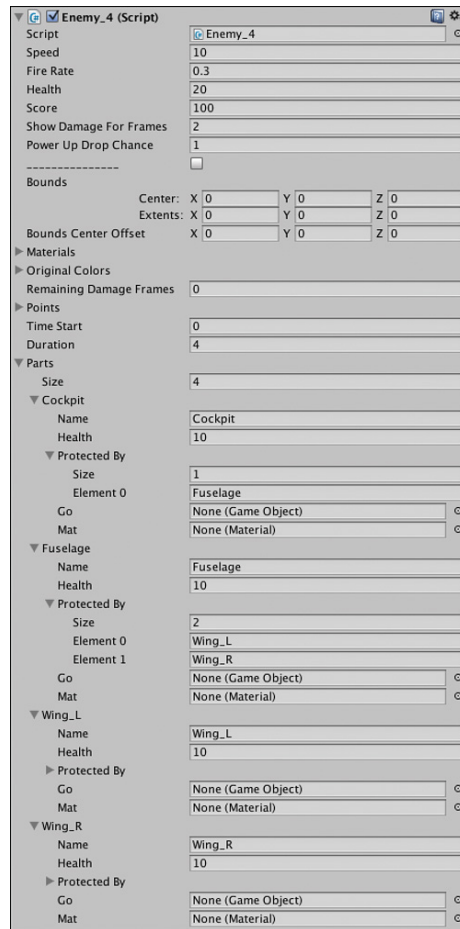 Enemy_4 (Script)
Script Enemy_4
Speed 10
Fire Rate 0.3
Health 20
Score 100
Show Damage For Frames 2
Power Up Drop Chance 1
_______________
Bounds
Center: X 0 Y 0 Z 0
Extents: X 0 Y 0 Z 0
Bounds Center Offset X 0 Y 0 Z 0
Materials
Original Colors
Remaining Damage Frames 0
Points
Time Start 0
Duration 4
Parts
Size 4
Cockpit
Name Cockpit
Health 10
Protected By
Size 1
Element 0 Fuselage
Go None (Game Object)
Mat None (Material)
Fuselage
Name Fuselage
Health 10
Protected By
Size 2
Element 0 Wing_L
Element 1 Wing_R
Go None (Game Object)
Mat None (Material)
Wing_L
Name Wing_L
Health 10
Protected By
Go None (Game Object)
Mat None (Material)
Wing_R
Name Wing_R
Health 10
Protected By
Go None (Game Object)
Mat None (Material)